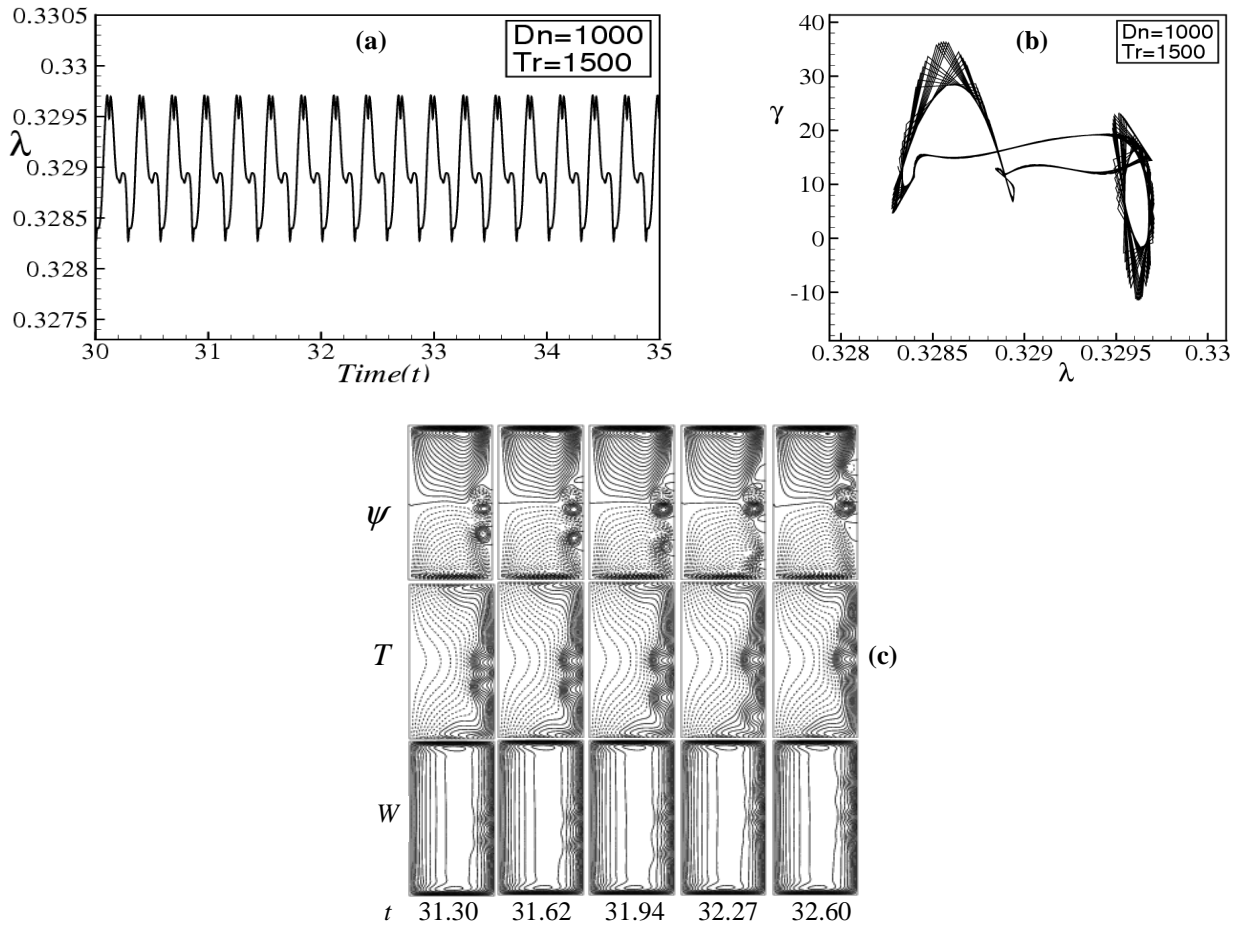 (a)
Dn=1000
Tr=1500
0.3305
0.33
0.3295
0.329
0.3285
0.328
0.3275
λ
30 31 32 33 34 35
Time(t)
(b)
Dn=1000
Tr=1500
40
30
20
10
0
-10
γ
0.328 0.3285 0.329 0.3295 0.33
λ
ψ
T
(c)
W
t 31.30 31.62 31.94 32.27 32.60